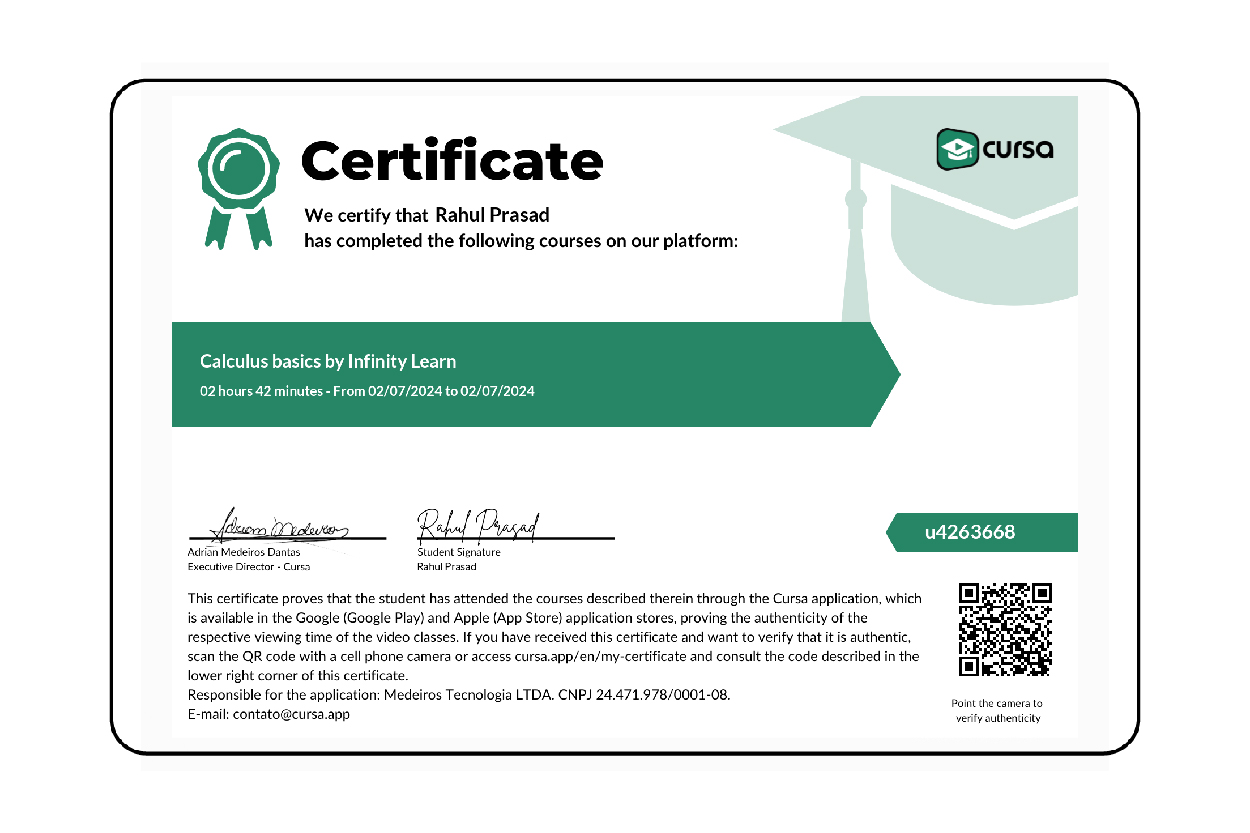 Certificate
cursa
We certify that Rahul Prasad
has completed the following courses on our platform:
Calculus basics by Infinity Learn
02 hours 42 minutes - From 02/07/2024 to 02/07/2024
Adrian Medeiros
Rahul Prasad
Adrian Medeiros Dantas
Executive Director - Cursa
Student Signature
Rahul Prasad
u4263668
This certificate proves that the student has attended the courses described therein through the Cursa application, which
is available in the Google (Google Play) and Apple (App Store) application stores, proving the authenticity of the
respective viewing time of the video classes. If you have received this certificate and want to verify that it is authentic,
scan the QR code with a cell phone camera or access cursa.app/en/my-certificate and consult the code described in the
lower right corner of this certificate.
Responsible for the application: Medeiros Tecnologia LTDA. CNPJ 24.471.978/0001-08.
E-mail: contato@cursa.app
Point the camera to
verify authenticity